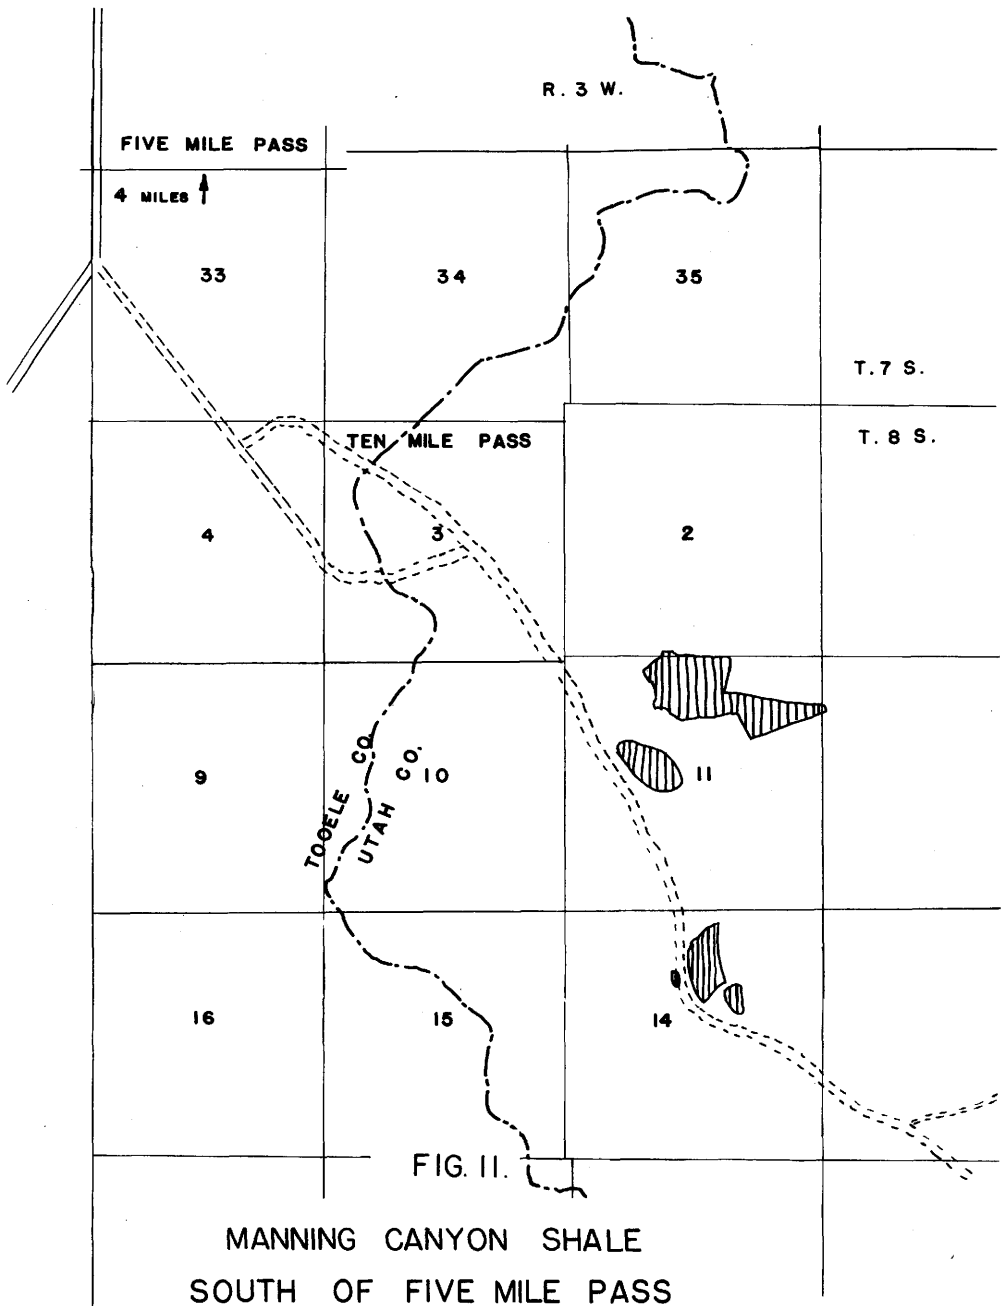 R. 3 W.
FIVE MILE PASS
4 MILES
33
34
35
T. 7 S.
TEN MILE PASS
T. 8 S.
4
3
2
TOOELE CO.
UTAH CO.
9
10
11
16
15
14
FIG. 11.
MANNING CANYON SHALE
SOUTH OF FIVE MILE PASS